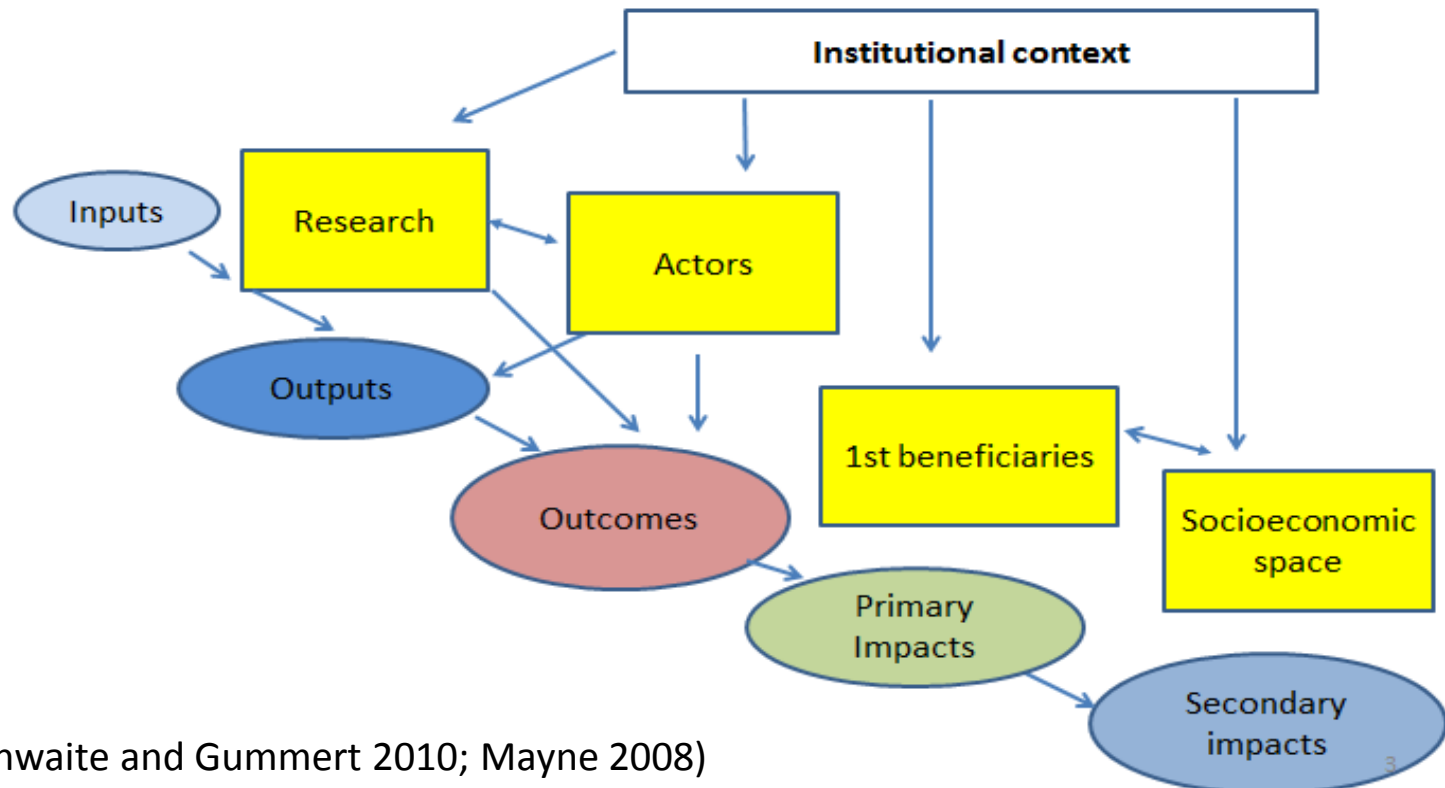 Institutional context
Inputs
Research
Actors
Outputs
1st beneficiaries
Outcomes
Socioeconomic
space
Primary
Impacts
Secondary
impacts
nwaite and Gummert 2010; Mayne 2008)
3